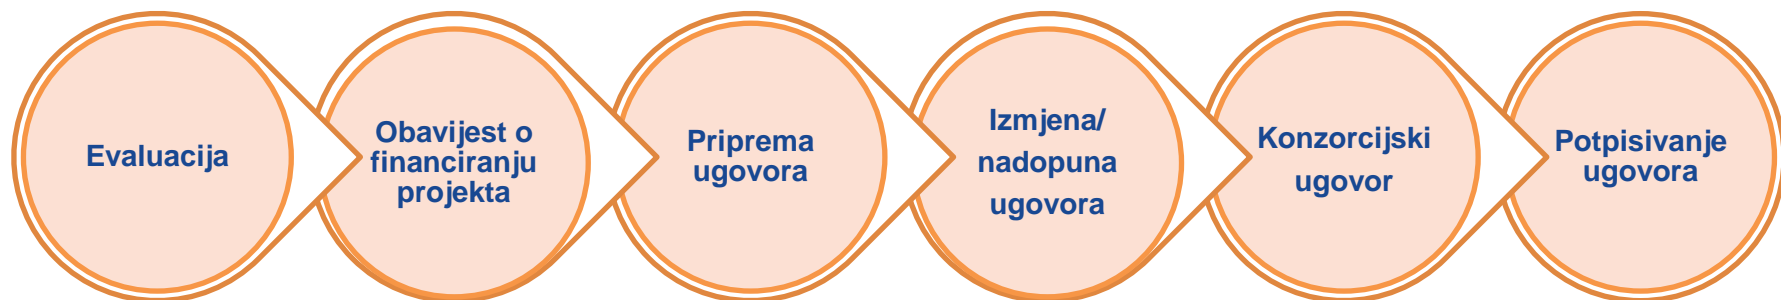 Evaluacija
Obavijest o
financiranju
projekta
Priprema
ugovora
Izmjena/
nadopuna
ugovora
Konzorcijski
ugovor
Potpisivanje
ugovora